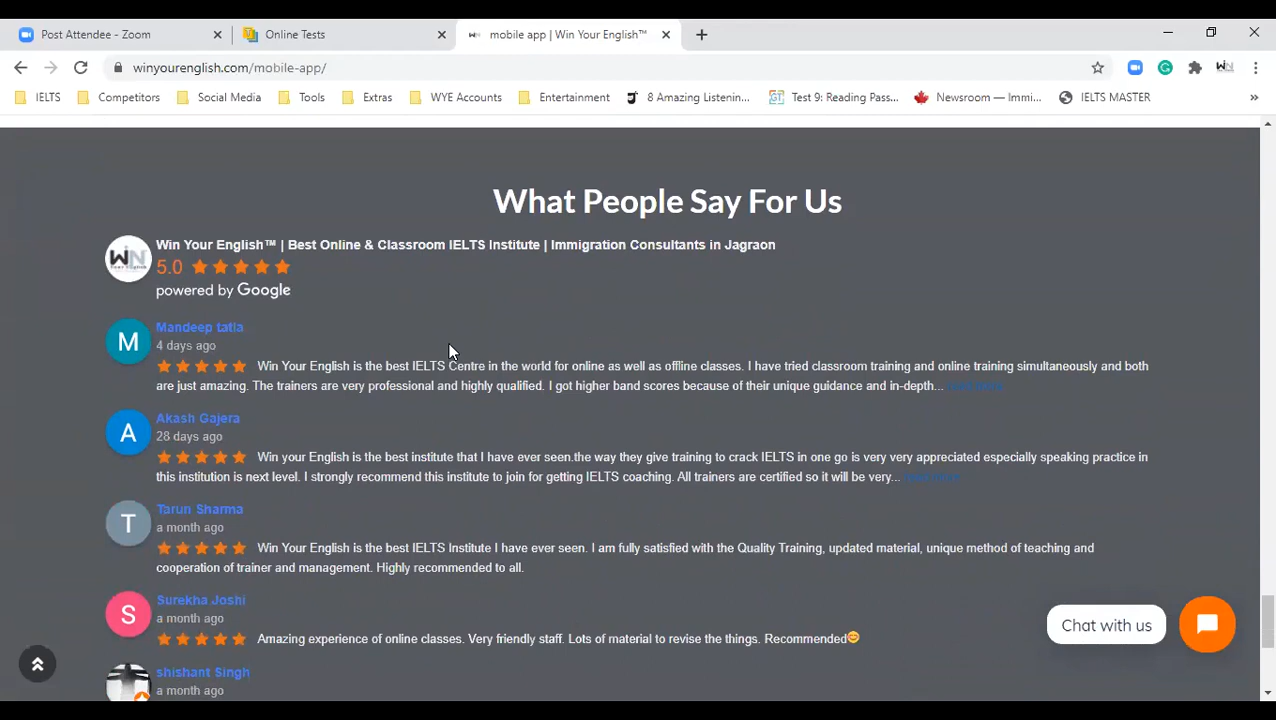 Post Attendee - Zoom
Online Tests
mobile app | Win Your English™
winyourenglish.com/mobile-app/
IELTS
Competitors
Social Media
Tools
Extras
WYE Accounts
Entertainment
8 Amazing Listenin...
Test 9: Reading Pass...
Newsroom — Immi...
IELTS MASTER
What People Say For Us
Win Your English™ | Best Online & Classroom IELTS Institute | Immigration Consultants in Jagraon
5.0
powered by Google
M
Mandeep tatla
4 days ago
Win Your English is the best IELTS Centre in the world for online as well as offline classes. I have tried classroom training and online training simultaneously and both
are just amazing. The trainers are very professional and highly qualified. I got higher band scores because of their unique guidance and in-depth... read more
A
Akash Gajera
28 days ago
Win your English is the best institute that I have ever seen.the way they give training to crack IELTS in one go is very very appreciated especially speaking practice in
this institution is next level. I strongly recommend this institute to join for getting IELTS coaching. All trainers are certified so it will be very... read more
T
Tarun Sharma
a month ago
Win Your English is the best IELTS Institute I have ever seen. I am fully satisfied with the Quality Training, updated material, unique method of teaching and
cooperation of trainer and management. Highly recommended to all.
S
Surekha Joshi
a month ago
Amazing experience of online classes. Very friendly staff. Lots of material to revise the things. Recommended😊
shishant Singh
a month ago
Chat with us